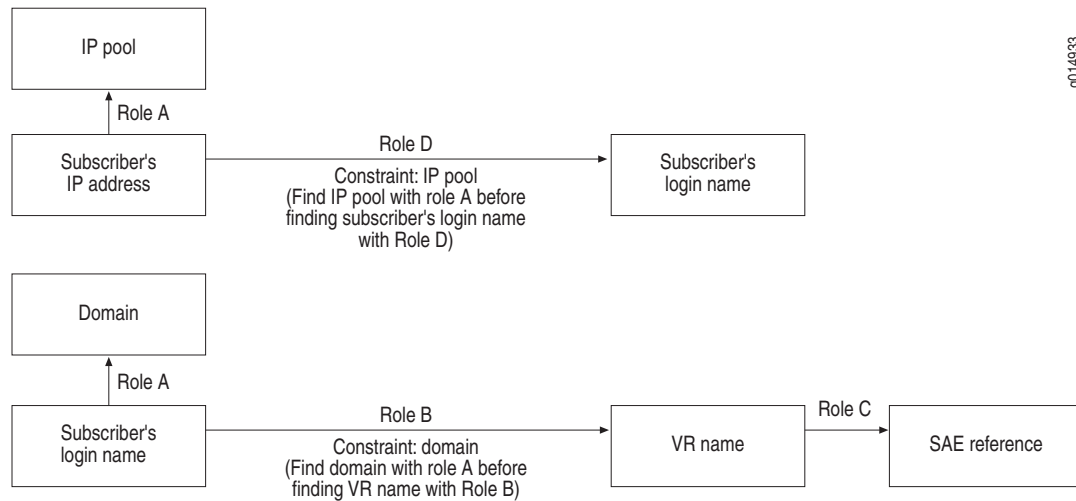 IP pool
g014933
Role A
Subscriber's
IP address
Role D
Constraint: IP pool
(Find IP pool with role A before
finding subscriber's login name
with Role D)
Subscriber's
login name
Domain
Role A
Subscriber's
login name
Role B
Constraint: domain
(Find domain with role A before
finding VR name with Role B)
VR name
Role C
SAE reference